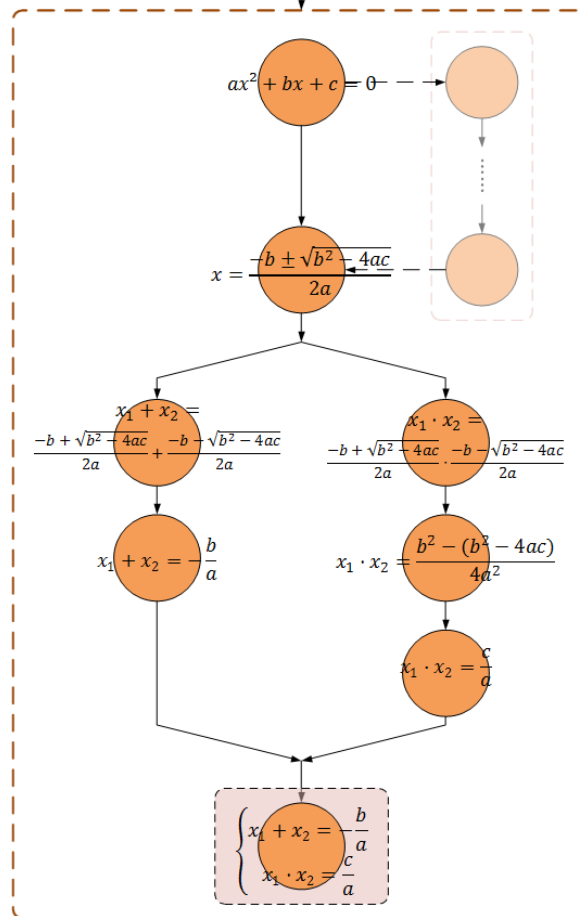 ax² + bx + c = 0
x = (−b ± √(b² − 4ac)) / 2a
x₁ + x₂ =
(−b + √(b² − 4ac)) / 2a + (−b − √(b² − 4ac)) / 2a
x₁ · x₂ =
(−b + √(b² − 4ac)) / 2a · (−b − √(b² − 4ac)) / 2a
x₁ + x₂ = −b/a
x₁ · x₂ = (b² − (b² − 4ac)) / 4a²
x₁ · x₂ = c/a
{ x₁ + x₂ = −b/a
x₁ · x₂ = c/a